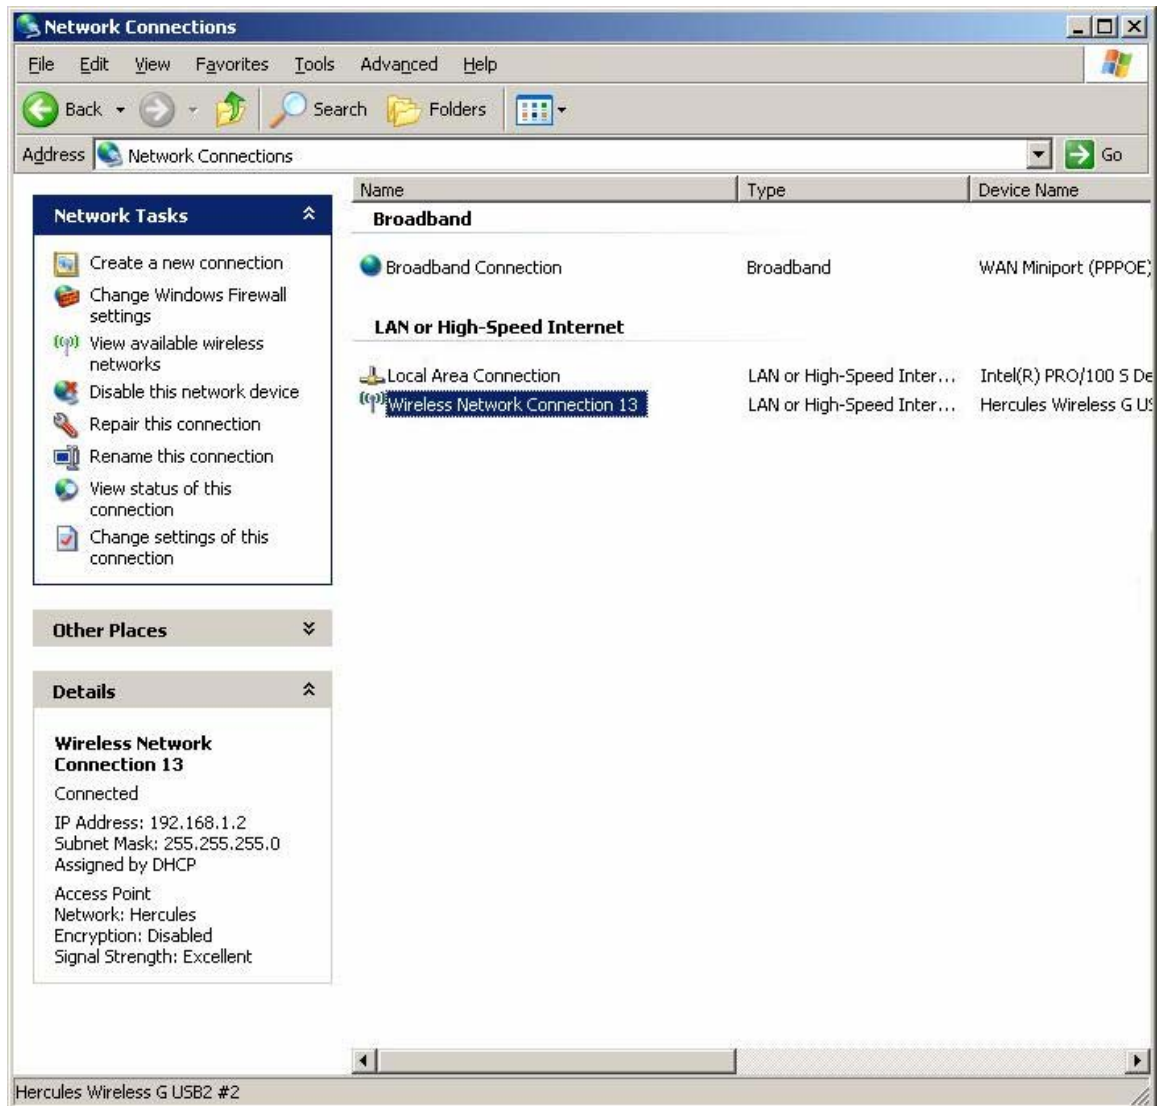 Network Connections
File Edit View Favorites Tools Advanced Help
Back Search Folders
Address Network Connections Go
Network Tasks
Create a new connection
Change Windows Firewall
settings
View available wireless
networks
Disable this network device
Repair this connection
Rename this connection
View status of this
connection
Change settings of this
connection
Other Places
Details
Wireless Network
Connection 13
Connected
IP Address: 192.168.1.2
Subnet Mask: 255.255.255.0
Assigned by DHCP
Access Point
Network: Hercules
Encryption: Disabled
Signal Strength: Excellent
Name Type Device Name
Broadband
Broadband Connection Broadband WAN Miniport (PPPOE)
LAN or High-Speed Internet
Local Area Connection LAN or High-Speed Inter... Intel(R) PRO/100 S De
Wireless Network Connection 13 LAN or High-Speed Inter... Hercules Wireless G US
Hercules Wireless G USB2 #2